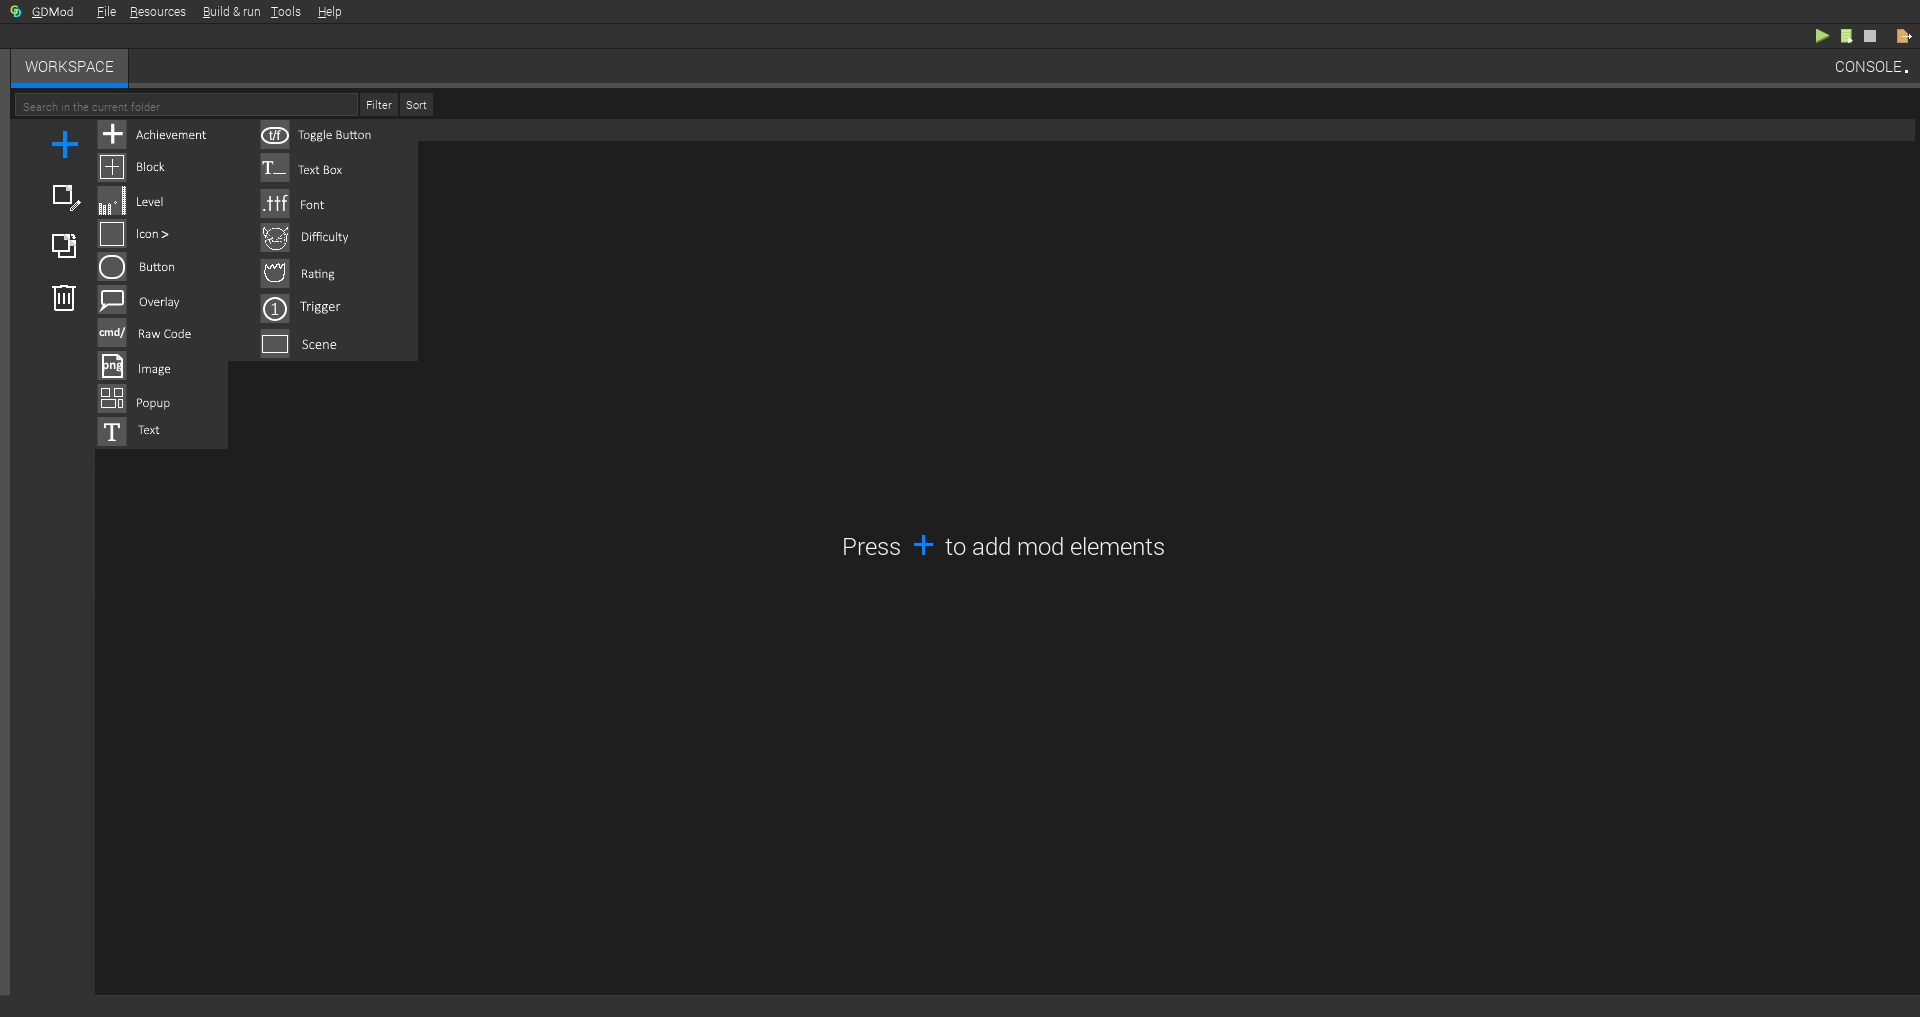 GDMod File Resources Build & run Tools Help
WORKSPACE
CONSOLE.
Search in the current folder Filter Sort
Achievement
Block
Level
Icon >
Button
Overlay
cmd/ Raw Code
png Image
Popup
T Text
t/f Toggle Button
T_ Text Box
.ttf Font
Difficulty
Rating
1 Trigger
Scene
Press + to add mod elements